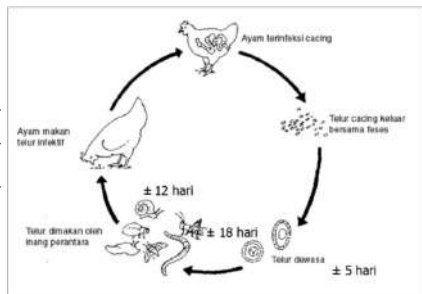 Ayam terinfeksi cacing
Telur cacing keluar
bersama feses
Ayam makan
telur infektif
± 12 hari
± 18 hari
Telur dimakan oleh
inang perantara
Telur dewasa
± 5 hari